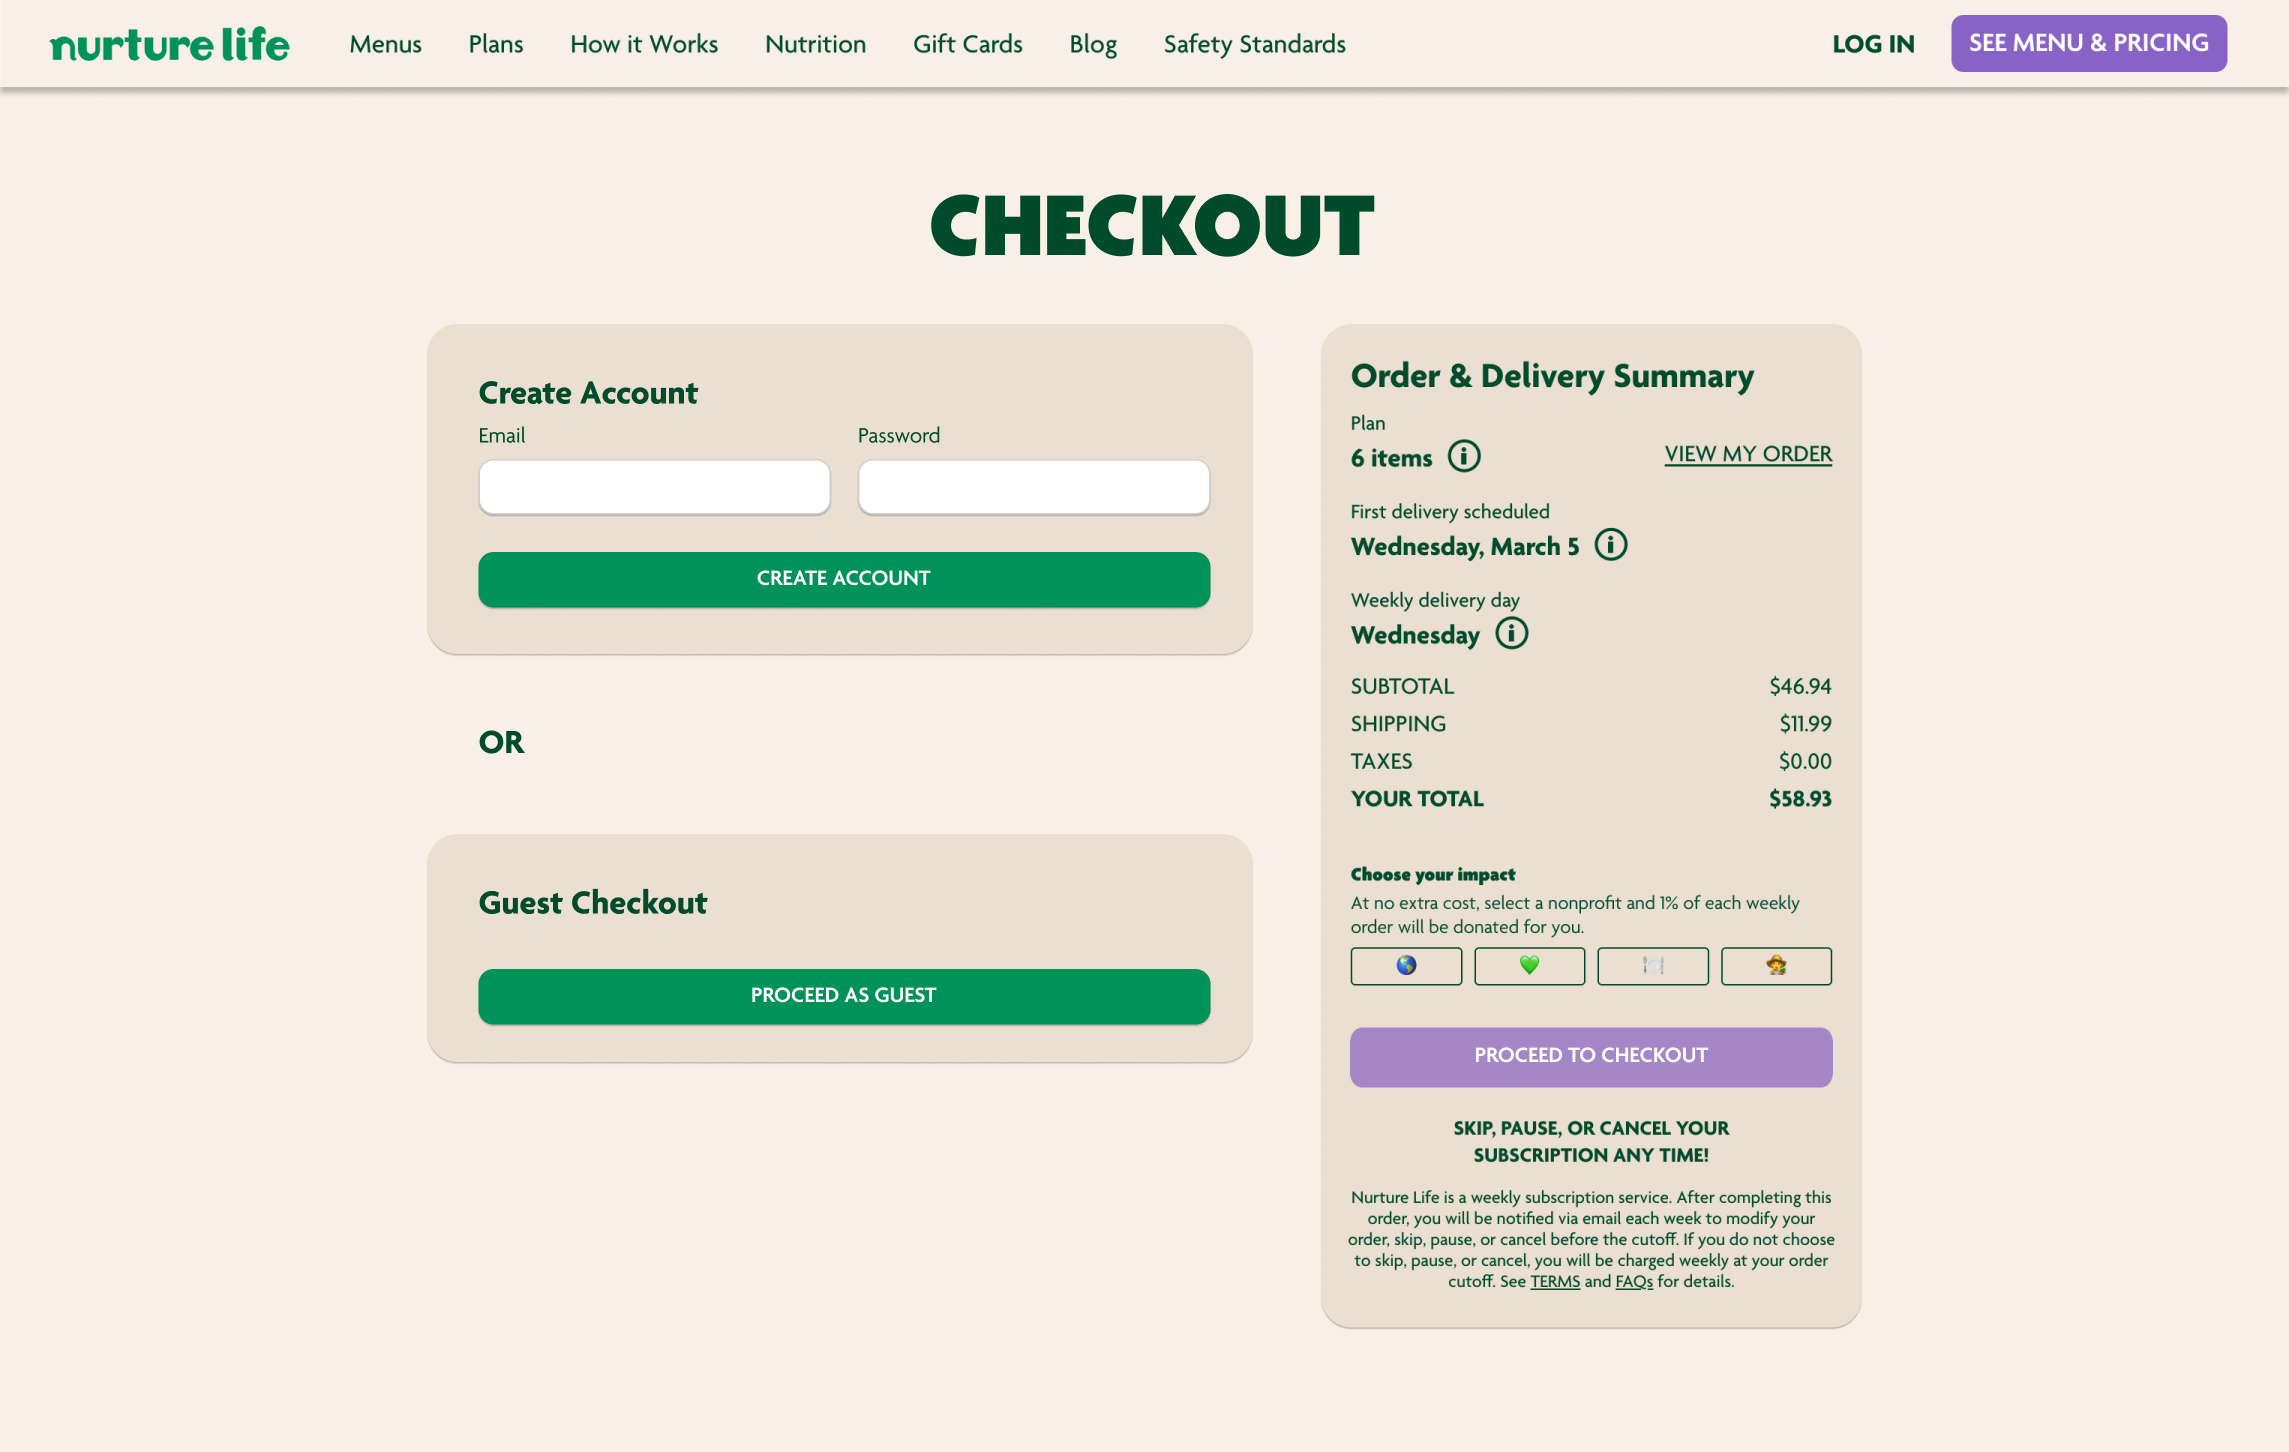 nurture life
Menus
Plans
How it Works
Nutrition
Gift Cards
Blog
Safety Standards
LOG IN
SEE MENU & PRICING
CHECKOUT
Create Account
Email
Password
CREATE ACCOUNT
OR
Guest Checkout
PROCEED AS GUEST
Order & Delivery Summary
Plan
6 items
VIEW MY ORDER
First delivery scheduled
Wednesday, March 5
Weekly delivery day
Wednesday
SUBTOTAL $46.94
SHIPPING $11.99
TAXES $0.00
YOUR TOTAL $58.93
Choose your impact
At no extra cost, select a nonprofit and 1% of each weekly
order will be donated for you.
PROCEED TO CHECKOUT
SKIP, PAUSE, OR CANCEL YOUR
SUBSCRIPTION ANY TIME!
Nurture Life is a weekly subscription service. After completing this
order, you will be notified via email each week to modify your
order, skip, pause, or cancel before the cutoff. If you do not choose
to skip, pause, or cancel, you will be charged weekly at your order
cutoff. See TERMS and FAQs for details.